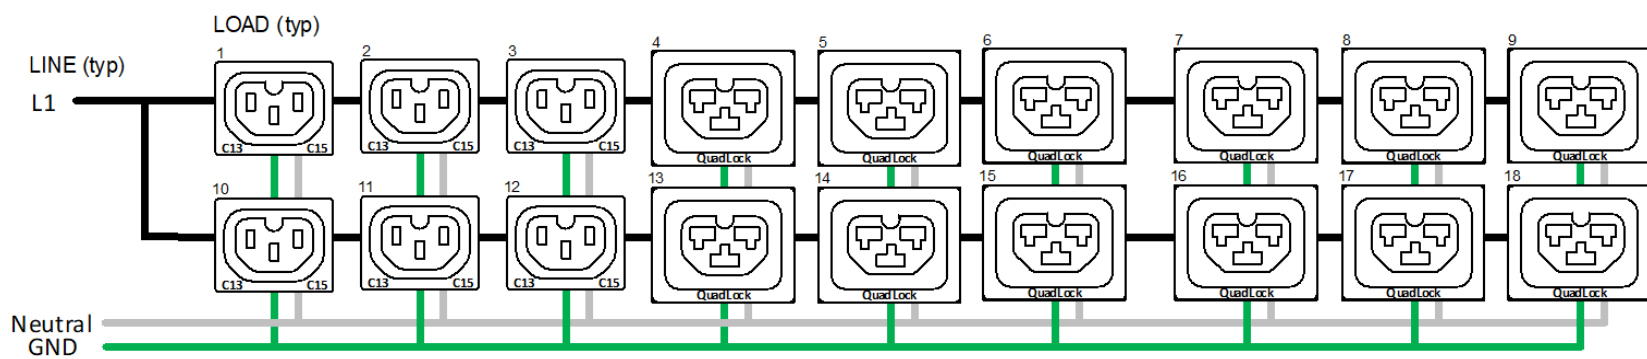 LOAD (typ)
1 2 3 4 5 6 7 8 9
LINE (typ)
L1
C13 C15 C13 C15 C13 C15 QuadLock QuadLock QuadLock QuadLock QuadLock QuadLock
10 11 12 13 14 15 16 17 18
C13 C15 C13 C15 C13 C15 QuadLock QuadLock QuadLock QuadLock QuadLock QuadLock
Neutral
GND